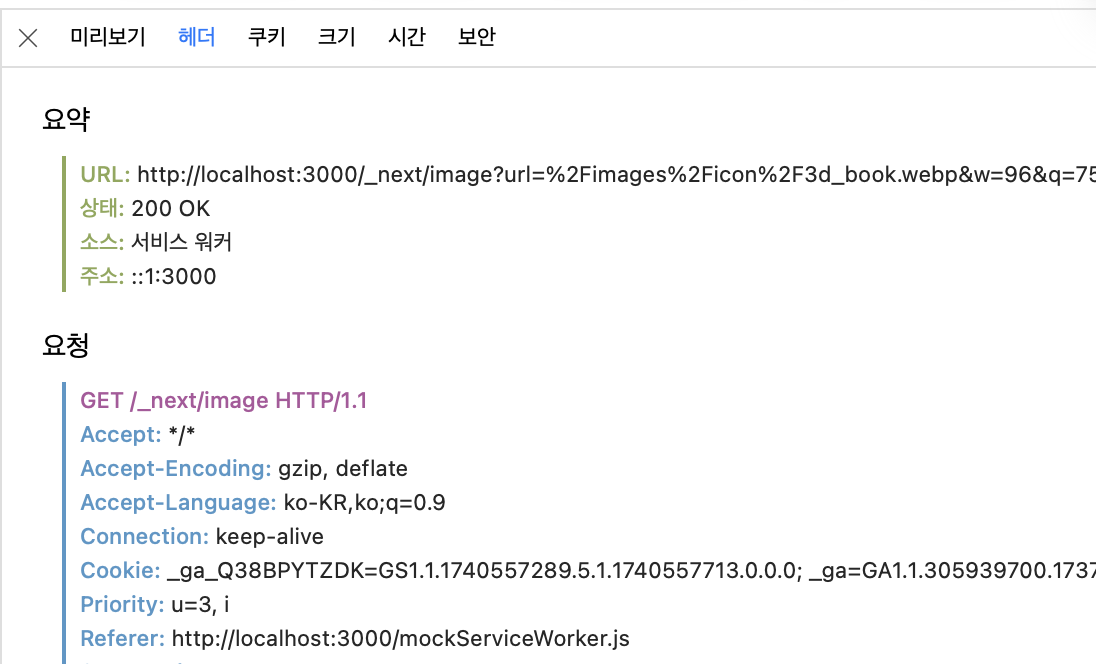 미리보기 헤더 쿠키 크기 시간 보안
요약
URL: http://localhost:3000/_next/image?url=%2Fimages%2Ficon%2F3d_book.webp&w=96&q=75
상태: 200 OK
소스: 서비스 워커
주소: ::1:3000
요청
GET /_next/image HTTP/1.1
Accept: */*
Accept-Encoding: gzip, deflate
Accept-Language: ko-KR,ko;q=0.9
Connection: keep-alive
Cookie: _ga_Q38BPYTZDK=GS1.1.1740557289.5.1.1740557713.0.0.0; _ga=GA1.1.305939700.1737
Priority: u=3, i
Referer: http://localhost:3000/mockServiceWorker.js